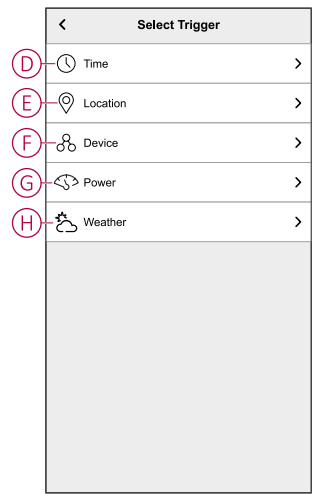 Select Trigger
D Time
E Location
F Device
G Power
H Weather